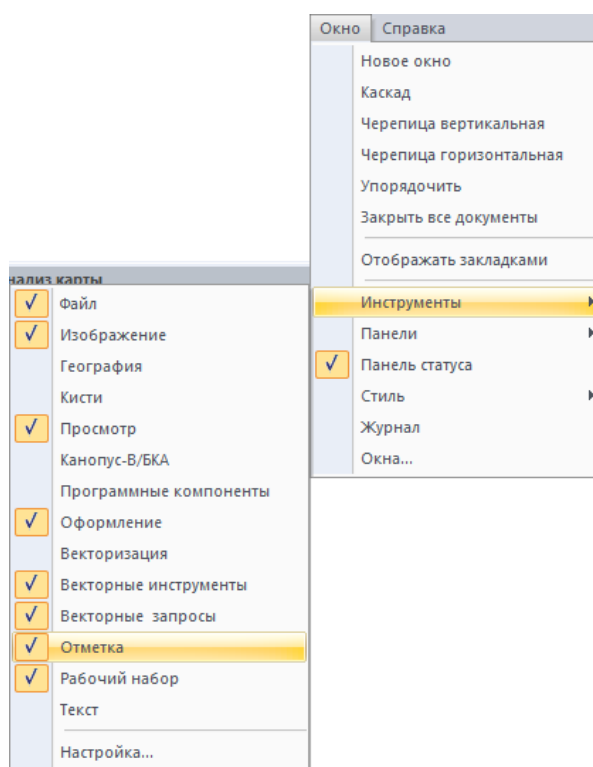 Окно Справка
Новое окно
Каскад
Черепица вертикальная
Черепица горизонтальная
Упорядочить
Закрыть все документы
Отображать закладками
Инструменты
Панели
Панель статуса
Стиль
Журнал
Окна...
нализ карты
Файл
Изображение
География
Кисти
Просмотр
Канопус-В/БКА
Программные компоненты
Оформление
Векторизация
Векторные инструменты
Векторные запросы
Отметка
Рабочий набор
Текст
Настройка...